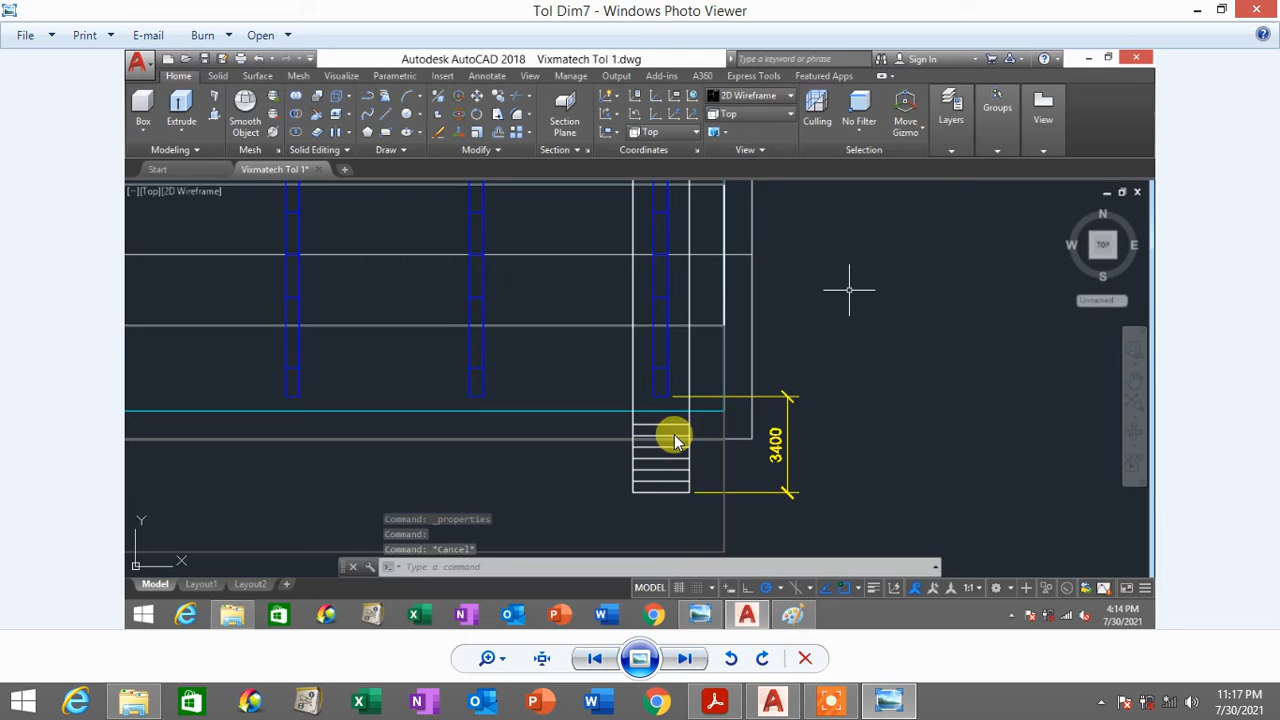 Tol Dim7 - Windows Photo Viewer
File Print E-mail Burn Open
Autodesk AutoCAD 2018 Vixmatech Tol 1.dwg
Type a keyword or phrase
Sign In
Home Solid Surface Mesh Visualize Parametric Insert Annotate View Manage Output Add-ins A360 Express Tools Featured Apps
2D Wireframe
Top
Top
Box Extrude Smooth Object Section Plane Culling No Filter Move Gizmo Layers Groups View
Modeling Mesh Solid Editing Draw Modify Section Coordinates View Selection
Start Vixmatech Tol 1*
[−][Top][2D Wireframe]
N
W TOP E
S
Unnamed
3400
Command: _properties
Command:
Command: *Cancel*
Y
X
Type a command
Model Layout1 Layout2
MODEL
1:1
4:14 PM
7/30/2021
11:17 PM
7/30/2021